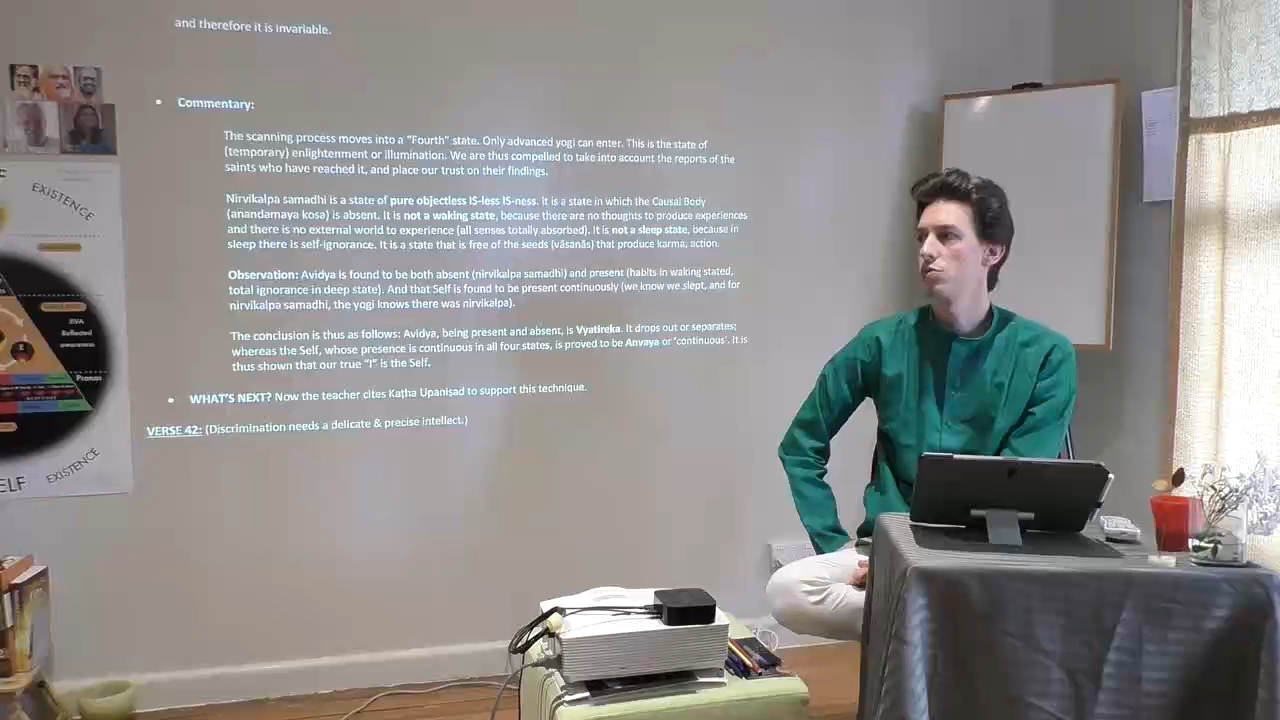 and therefore it is invariable.
• Commentary:
The scanning process moves into a "Fourth" state. Only advanced yogi can enter. This is the state of
(temporary) enlightenment or illumination. We are thus compelled to take into account the reports of the
saints who have reached it, and place our trust on their findings.
Nirvikalpa samadhi is a state of pure objectless IS-less IS-ness. It is a state in which the Causal Body
(anandamaya kosa) is absent. It is not a waking state, because there are no thoughts to produce experiences
and there is no external world to experience (all senses totally absorbed). It is not a sleep state, because in
sleep there is self-ignorance. It is a state that is free of the seeds (vāsanās) that produce karma, action.
Observation: Avidya is found to be both absent (nirvikalpa samadhi) and present (habits in waking stated,
total ignorance in deep state). And that Self is found to be present continuously (we know we slept, and for
nirvikalpa samadhi, the yogi knows there was nirvikalpa).
The conclusion is thus as follows: Avidya, being present and absent, is Vyatireka. It drops out or separates;
whereas the Self, whose presence is continuous in all four states, is proved to be Anvaya or 'continuous'. It is
thus shown that our true "I" is the Self.
• WHAT'S NEXT? Now the teacher cites Kaṭha Upaniṣad to support this technique.
VERSE 42: (Discrimination needs a delicate & precise intellect.)
EXISTENCE
JIVA
Reflected
Pranas
E
ELF
EXISTENCE